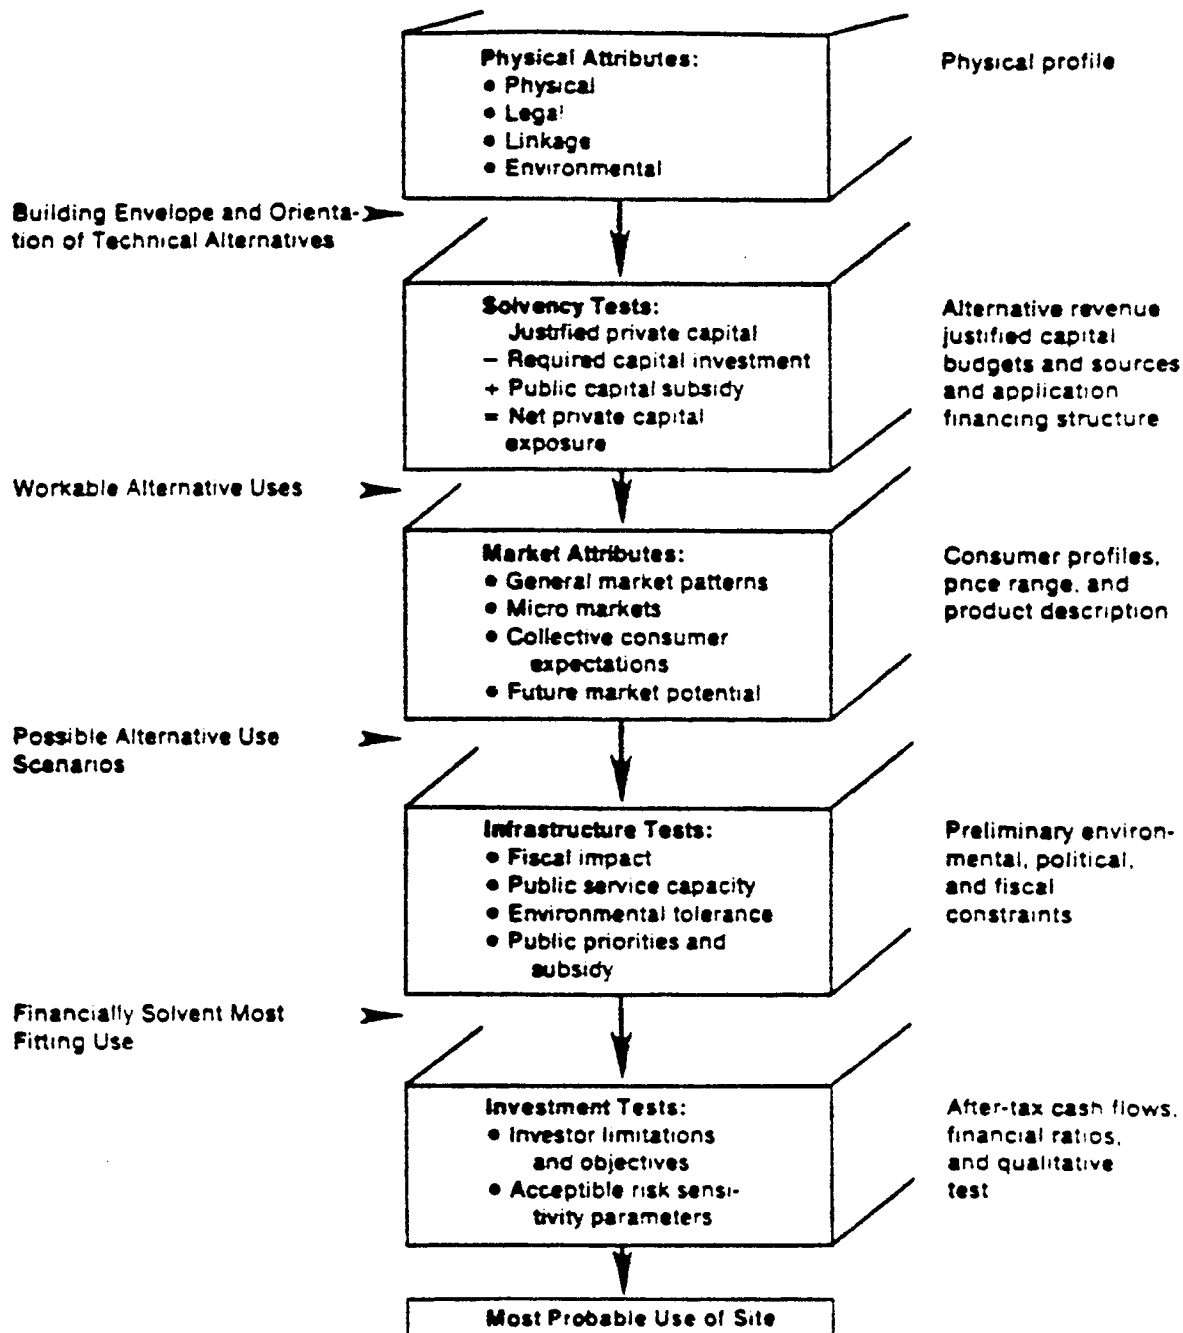 Physical Attributes:
• Physical
• Legal
• Linkage
• Environmental
Physical profile
Building Envelope and Orienta-
tion of Technical Alternatives
Solvency Tests:
Justified private capital
– Required capital investment
+ Public capital subsidy
= Net private capital
exposure
Alternative revenue
justified capital
budgets and sources
and application
financing structure
Workable Alternative Uses
Market Attributes:
• General market patterns
• Micro markets
• Collective consumer
expectations
• Future market potential
Consumer profiles,
price range, and
product description
Possible Alternative Use
Scenarios
Infrastructure Tests:
• Fiscal impact
• Public service capacity
• Environmental tolerance
• Public priorities and
subsidy
Preliminary environ-
mental, political,
and fiscal
constraints
Financially Solvent Most
Fitting Use
Investment Tests:
• Investor limitations
and objectives
• Acceptible risk sensi-
tivity parameters
After-tax cash flows,
financial ratios,
and qualitative
test
Most Probable Use of Site